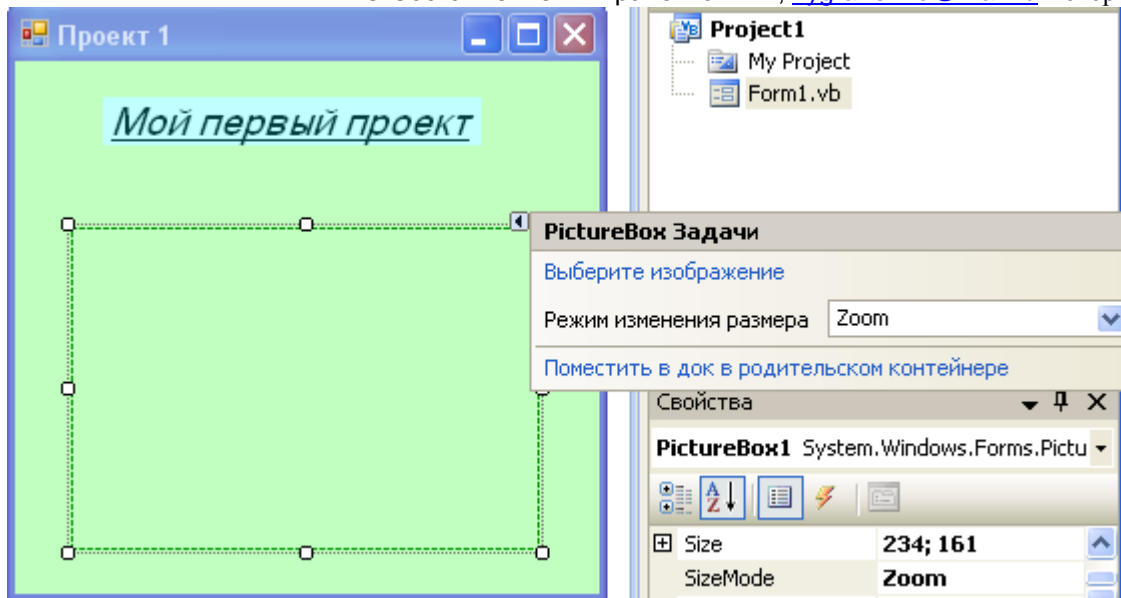 Проект 1
Мой первый проект
Project1
My Project
Form1.vb
PictureBox Задачи
Выберите изображение
Режим изменения размера Zoom
Поместить в док в родительском контейнере
Свойства
PictureBox1 System.Windows.Forms.Pictu
Size 234; 161
SizeMode Zoom